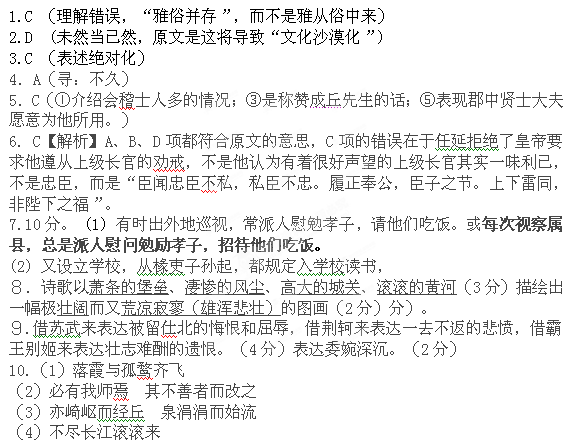 1.C （理解错误，“雅俗并存”，而不是雅从俗中来）
2.D （未然当已然，原文是这将导致“文化沙漠化”）
3.C （表述绝对化）
4. A（寻：不久）
5. C（①介绍会稽士人多的情况；③是称赞成丘先生的话；⑤表现郡中贤士大夫
愿意为他所用。）
6. C【解析】A、B、D 项都符合原文的意思，C 项的错误在于任延拒绝了皇帝要
求他遵从上级长官的劝戒，不是他认为有着很好声望的上级长官其实一味利己，
不是忠臣，而是“臣闻忠臣不私，私臣不忠。履正奉公，臣子之节。上下雷同，
非陛下之福”。
7.10 分。 (1) 有时出外地巡视，常派人慰勉孝子，请他们吃饭。或每次视察属
县，总是派人慰问勉励孝子，招待他们吃饭。
(2) 又设立学校，从椽吏子孙起，都规定入学校读书，
８．诗歌以萧条的堡垒、凄惨的风尘、高大的城关、滚滚的黄河（3 分）描绘出
一幅极壮阔而又荒凉寂寥（雄浑悲壮）的图画（2 分）分）。
９.借苏武来表达被留仕北的悔恨和屈辱，借荆轲来表达一去不返的悲愤，借霸
王别姬来表达壮志难酬的遗恨。（4 分）表达委婉深沉。（2 分）
10.（1）落霞与孤鹜齐飞
（2）必有我师焉 其不善者而改之
（3）亦崎岖而经丘 泉涓涓而始流
（4）不尽长江滚滚来